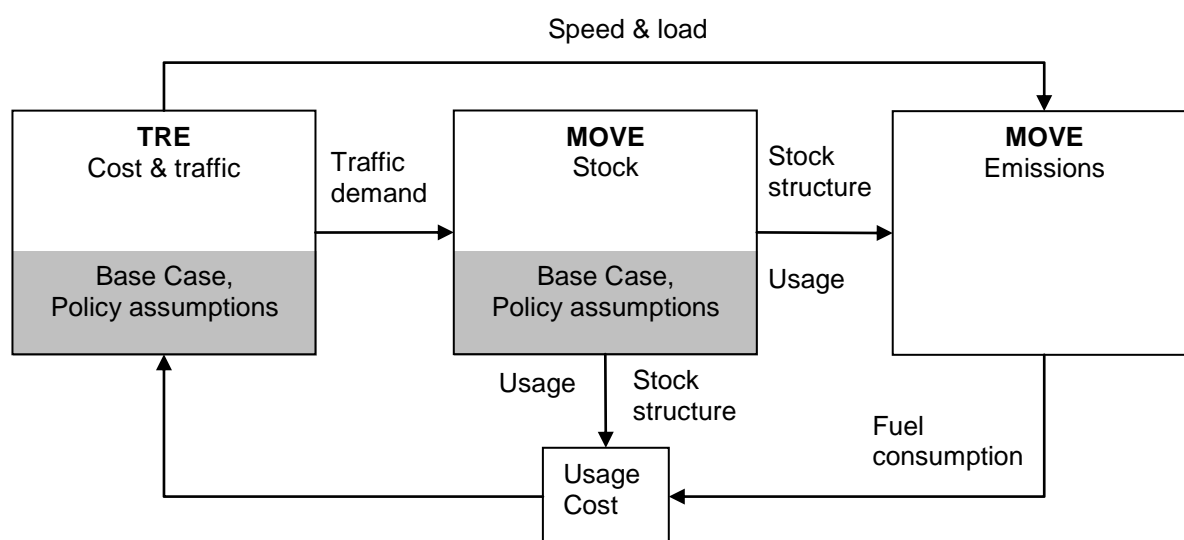 Speed & load
TRE
Cost & traffic
Base Case,
Policy assumptions
Traffic
demand
MOVE
Stock
Base Case,
Policy assumptions
Stock
structure
Usage
MOVE
Emissions
Usage
Stock
structure
Fuel
consumption
Usage
Cost